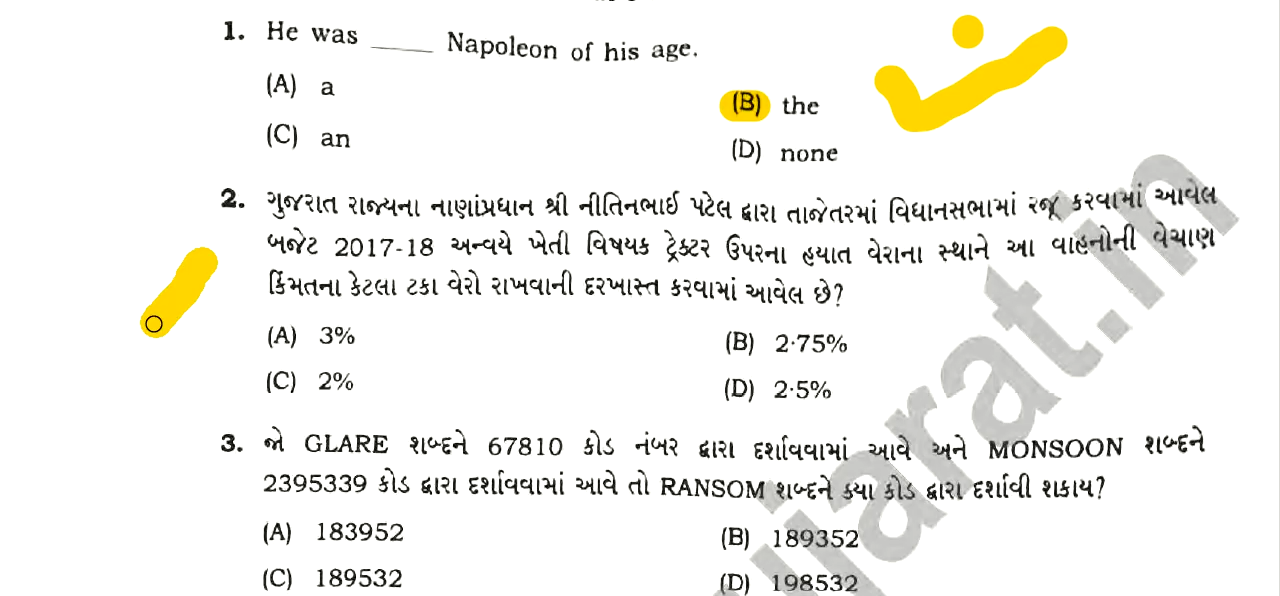 1. He was ____ Napoleon of his age.
(A) a
(B) the
(C) an
(D) none
2. ગુજરાત રાજ્યના નાણાંપ્રધાન શ્રી નીતિનભાઈ પટેલ દ્વારા તાજેતરમાં વિધાનસભામાં રજૂ કરવામાં આવેલ
બજેટ 2017-18 અન્વયે ખેતી વિષયક ટ્રેક્ટર ઉપરના હયાત વેરાના સ્થાને આ વાહનોની વેચાણ
કિંમતના કેટલા ટકા વેરો રાખવાની દરખાસ્ત કરવામાં આવેલ છે?
(A) 3%
(B) 2·75%
(C) 2%
(D) 2·5%
3. જો GLARE શબ્દને 67810 કોડ નંબર દ્વારા દર્શાવવામાં આવે અને MONSOON શબ્દને
2395339 કોડ દ્વારા દર્શાવવામાં આવે તો RANSOM શબ્દને ક્યા કોડ દ્વારા દર્શાવી શકાય?
(A) 183952
(B) 189352
(C) 189532
(D) 198532
jarat.in